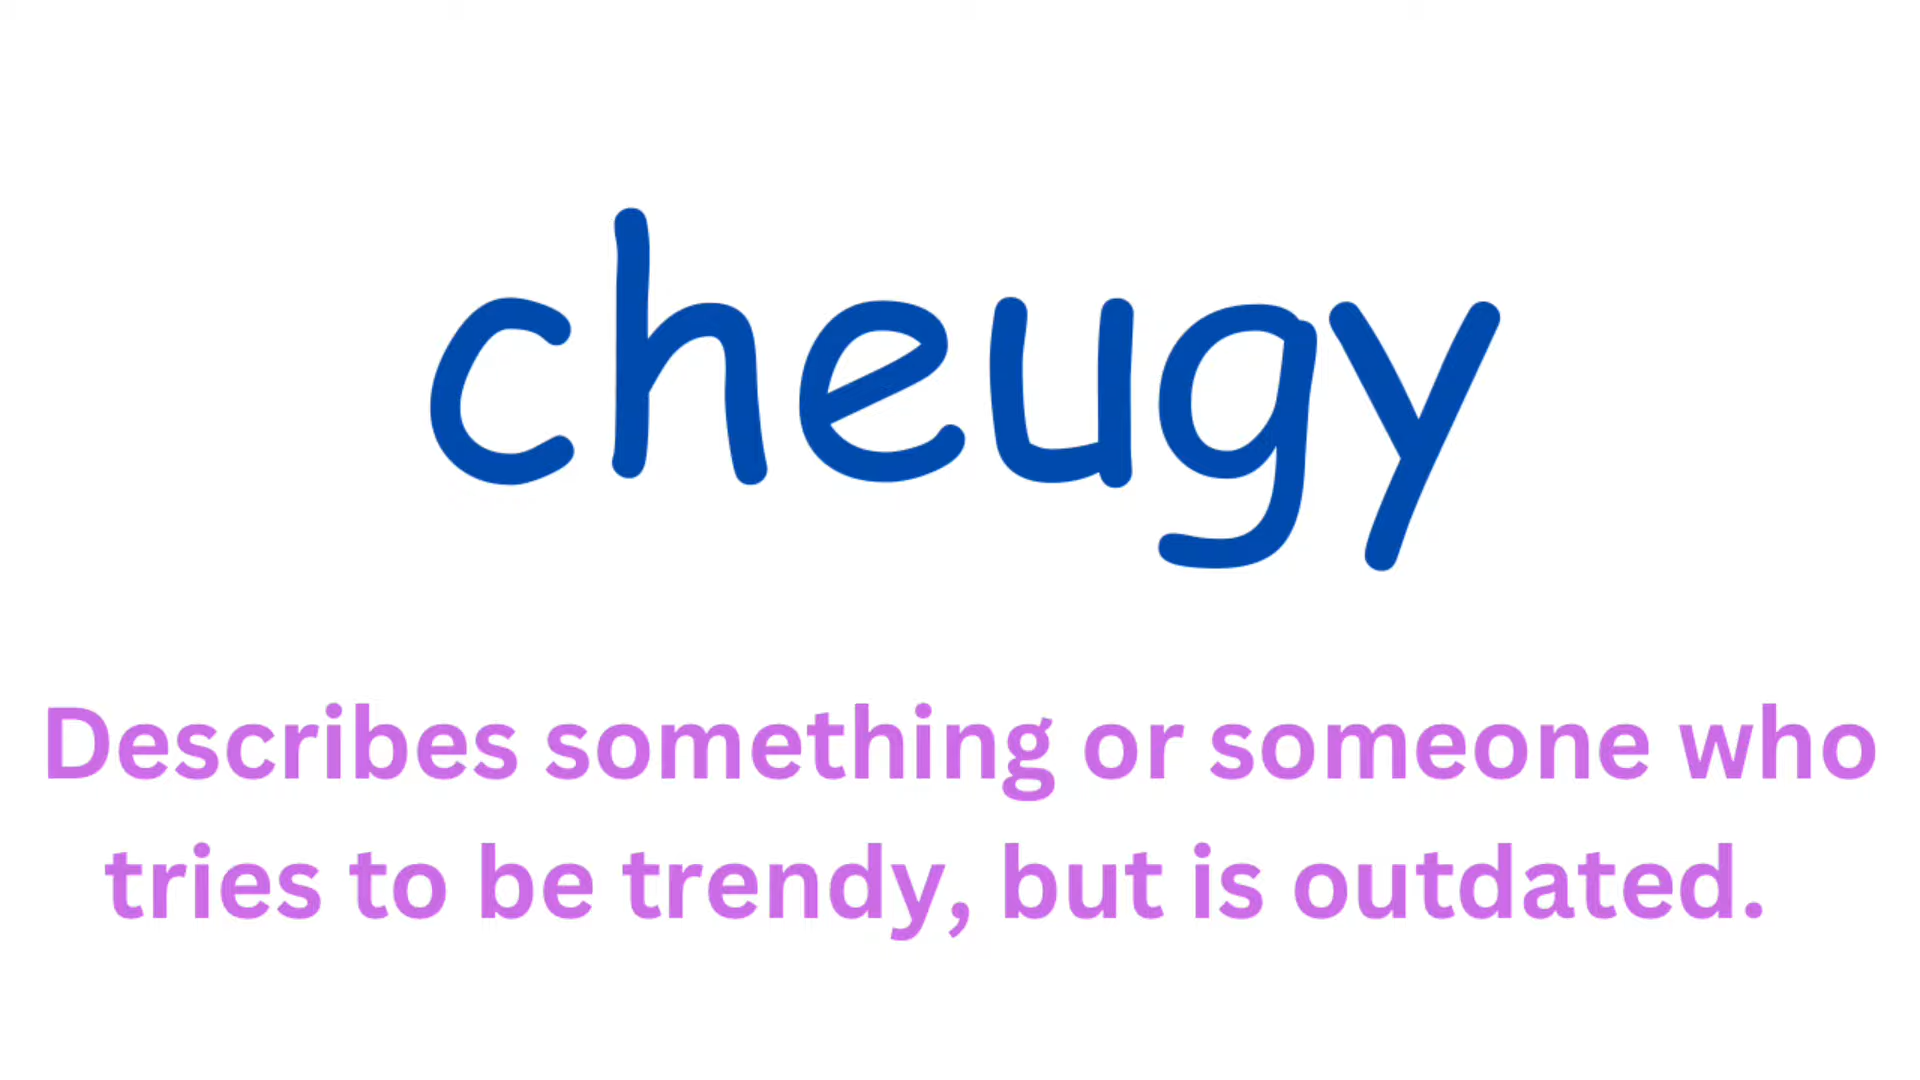 cheugy
Describes something or someone who
tries to be trendy, but is outdated.